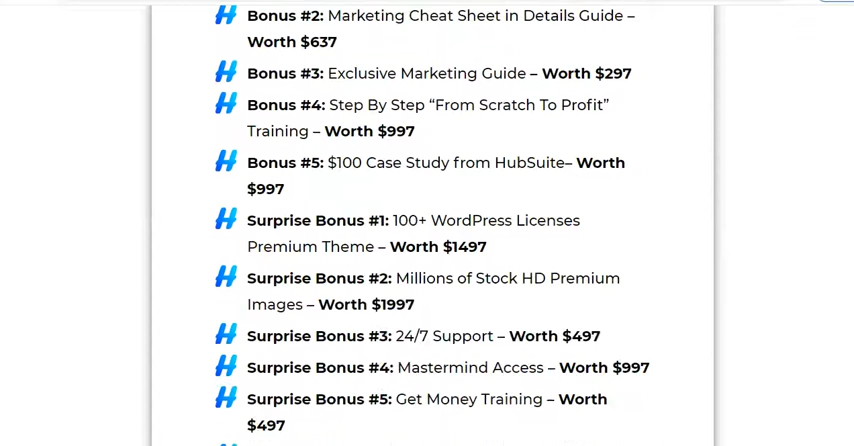 Bonus #2: Marketing Cheat Sheet in Details Guide –
Worth $637
Bonus #3: Exclusive Marketing Guide – Worth $297
Bonus #4: Step By Step “From Scratch To Profit”
Training – Worth $997
Bonus #5: $100 Case Study from HubSuite– Worth
$997
Surprise Bonus #1: 100+ WordPress Licenses
Premium Theme – Worth $1497
Surprise Bonus #2: Millions of Stock HD Premium
Images – Worth $1997
Surprise Bonus #3: 24/7 Support – Worth $497
Surprise Bonus #4: Mastermind Access – Worth $997
Surprise Bonus #5: Get Money Training – Worth
$497